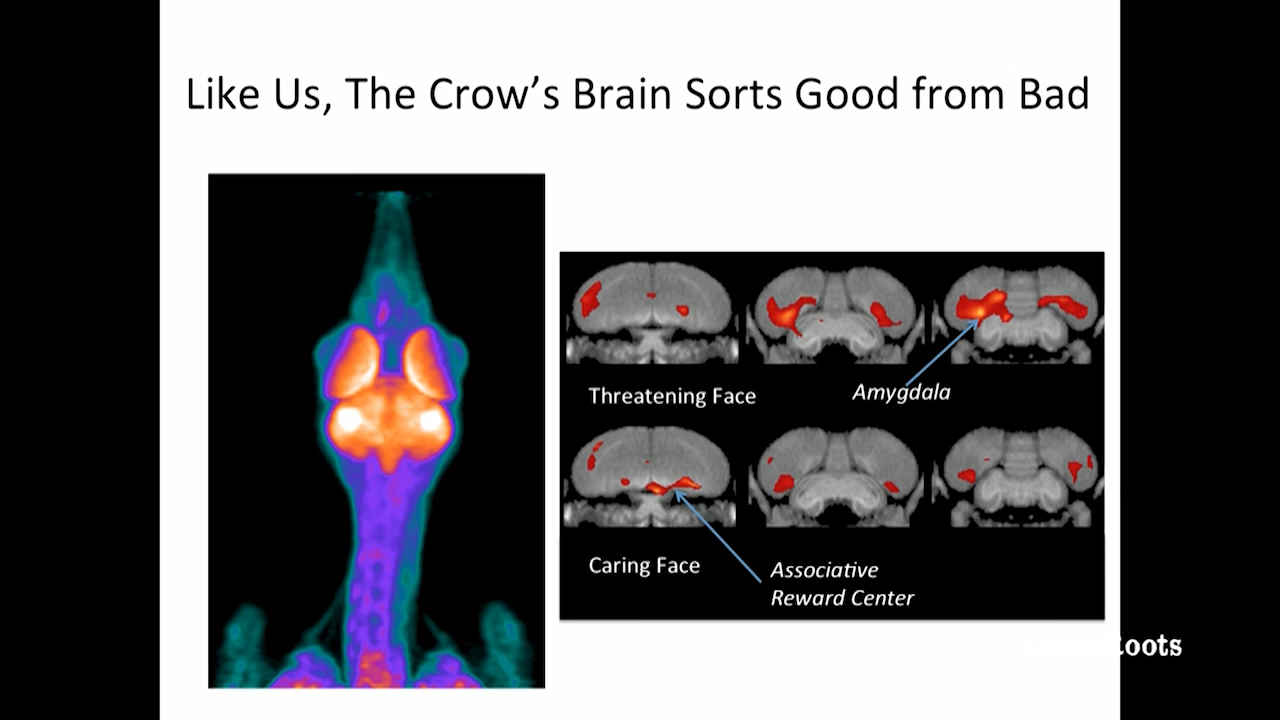 Like Us, The Crow’s Brain Sorts Good from Bad
Threatening Face
Amygdala
Caring Face
Associative
Reward Center